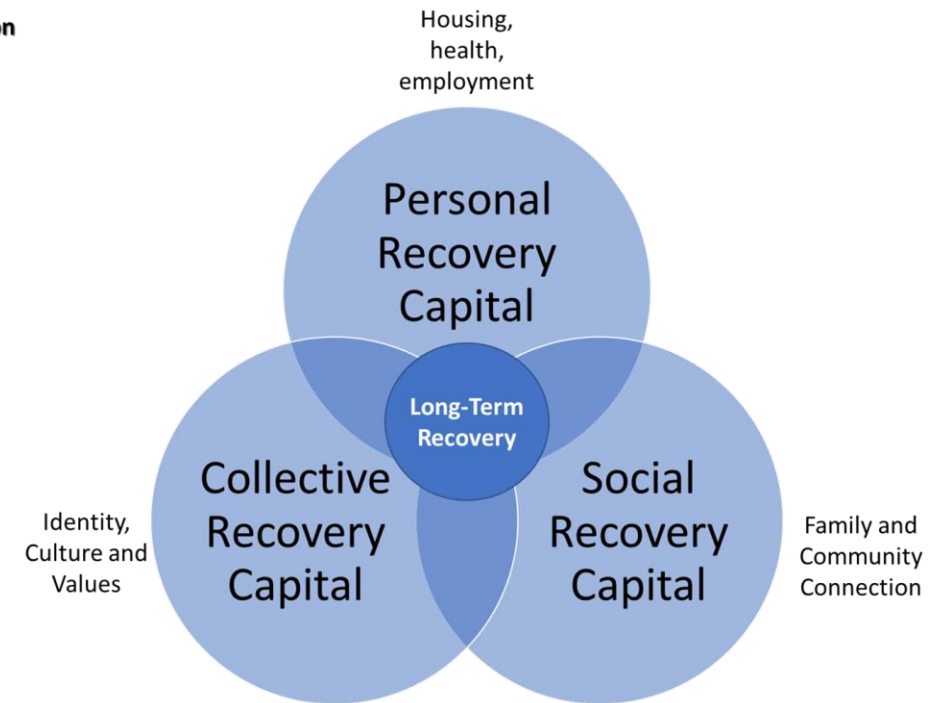 Housing,
health,
employment
Personal
Recovery
Capital
Long-Term
Recovery
Collective
Recovery
Capital
Social
Recovery
Capital
Identity,
Culture and
Values
Family and
Community
Connection